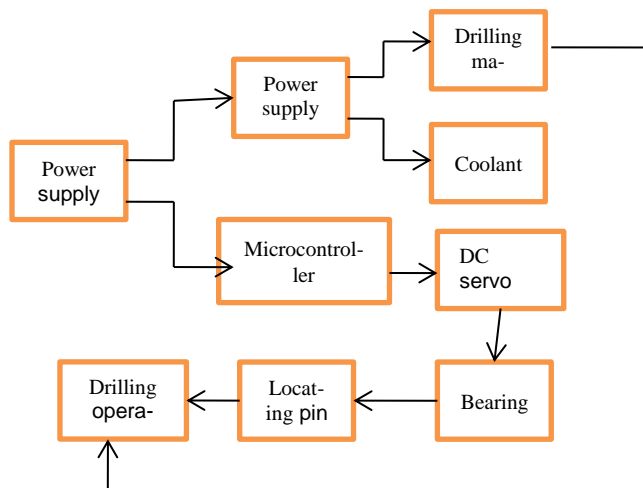 Drilling
ma-
Power
supply
Power
supply
Coolant
Microcontrol-
ler
DC
servo
Drilling
opera-
Locat-
ing pin
Bearing